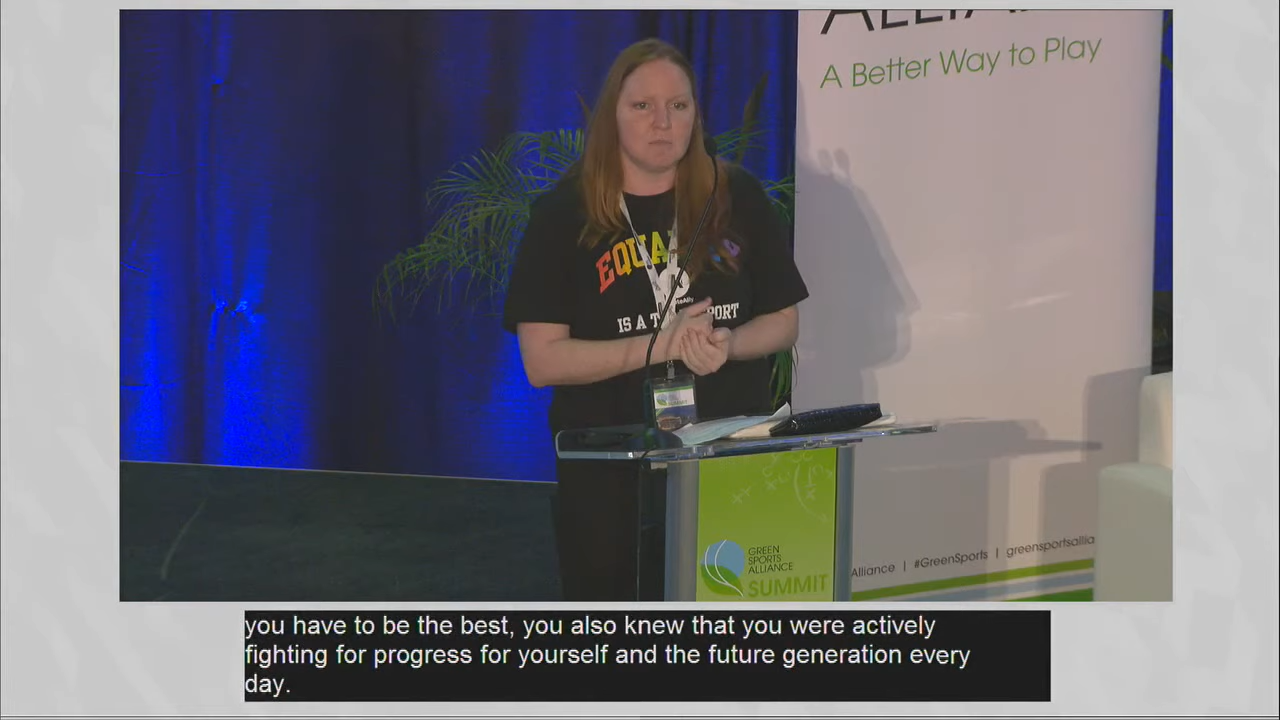 A Better Way to Play
IS A
PORT
GREEN
SPORTS
ALLIANCE
SUMMIT
Alliance | #GreenSports | greensportsallia
you have to be the best, you also knew that you were actively
fighting for progress for yourself and the future generation every
day.